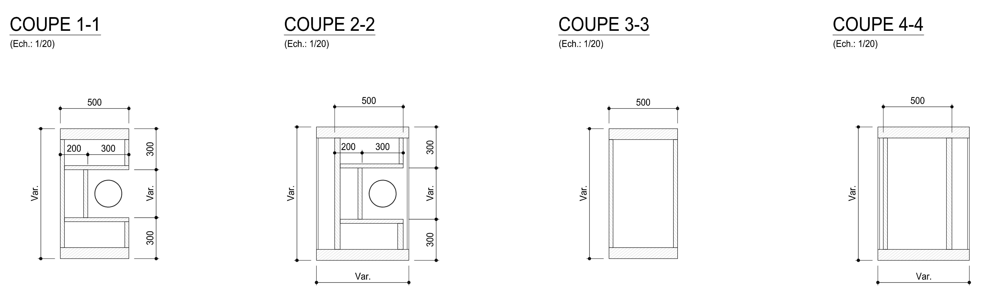 COUPE 1-1
(Ech.: 1/20)
500
200
300
300
Var.
Var.
300
COUPE 2-2
(Ech.: 1/20)
500
200
300
300
Var.
Var.
300
Var.
COUPE 3-3
(Ech.: 1/20)
500
Var.
COUPE 4-4
(Ech.: 1/20)
500
Var.
Var.